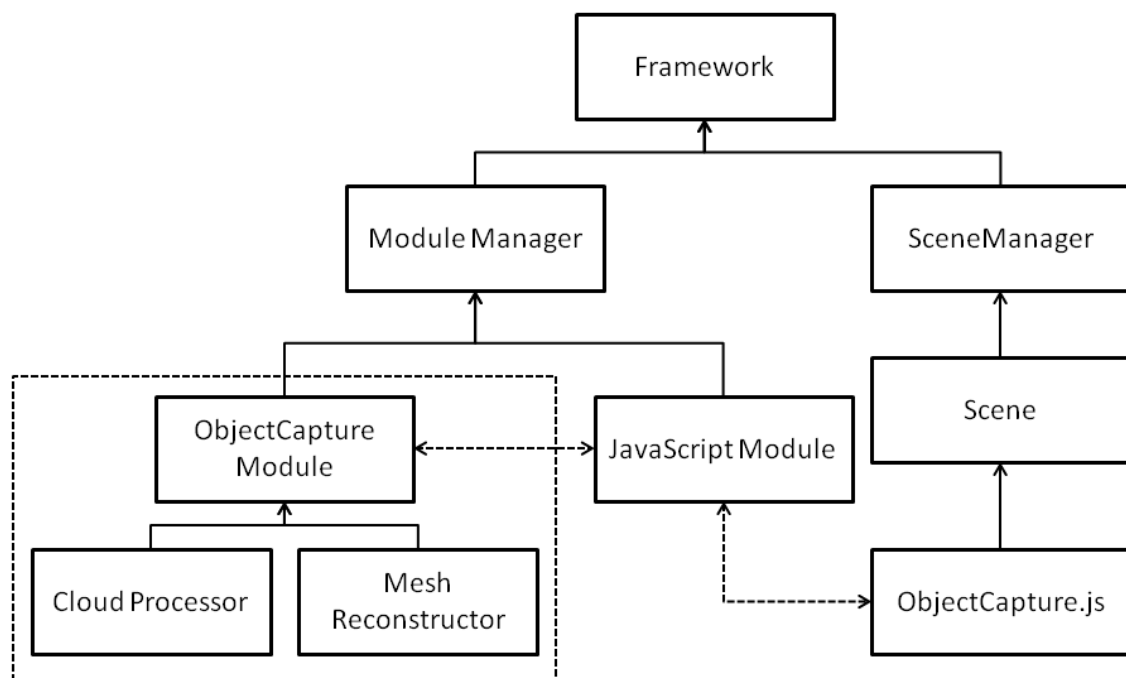 Framework
Module Manager
SceneManager
ObjectCapture
Module
JavaScript Module
Scene
Cloud Processor
Mesh
Reconstructor
ObjectCapture.js